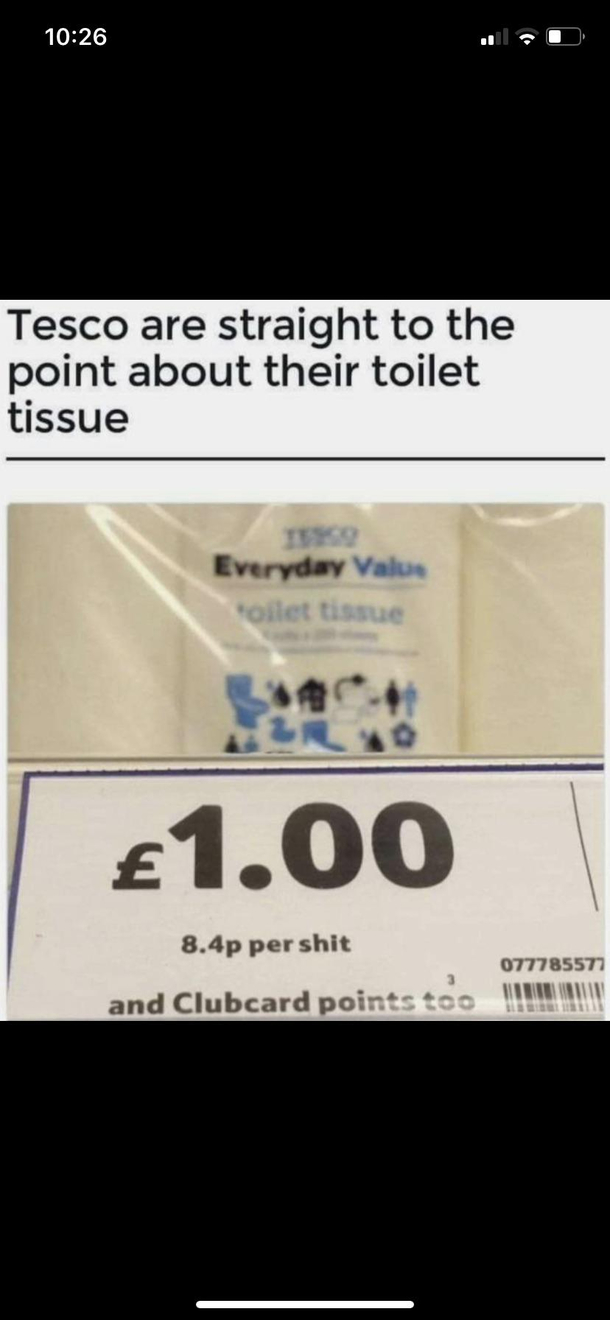 10:26
Tesco are straight to the
point about their toilet
tissue
TESCO
Everyday Value
toilet tissue
£1.00
8.4p per shit
077785577
3
and Clubcard points too